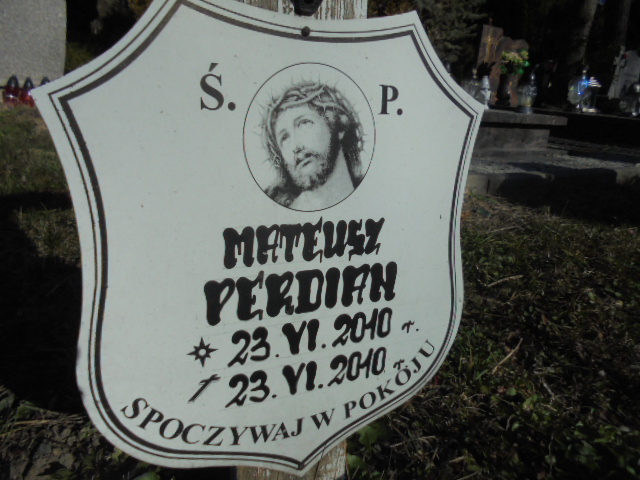 Ś. P.
MATEUSZ
PERDIAN
* 23. VI. 2010 r.
† 23. VI. 2010 r.
SPOCZYWAJ W POKOJU